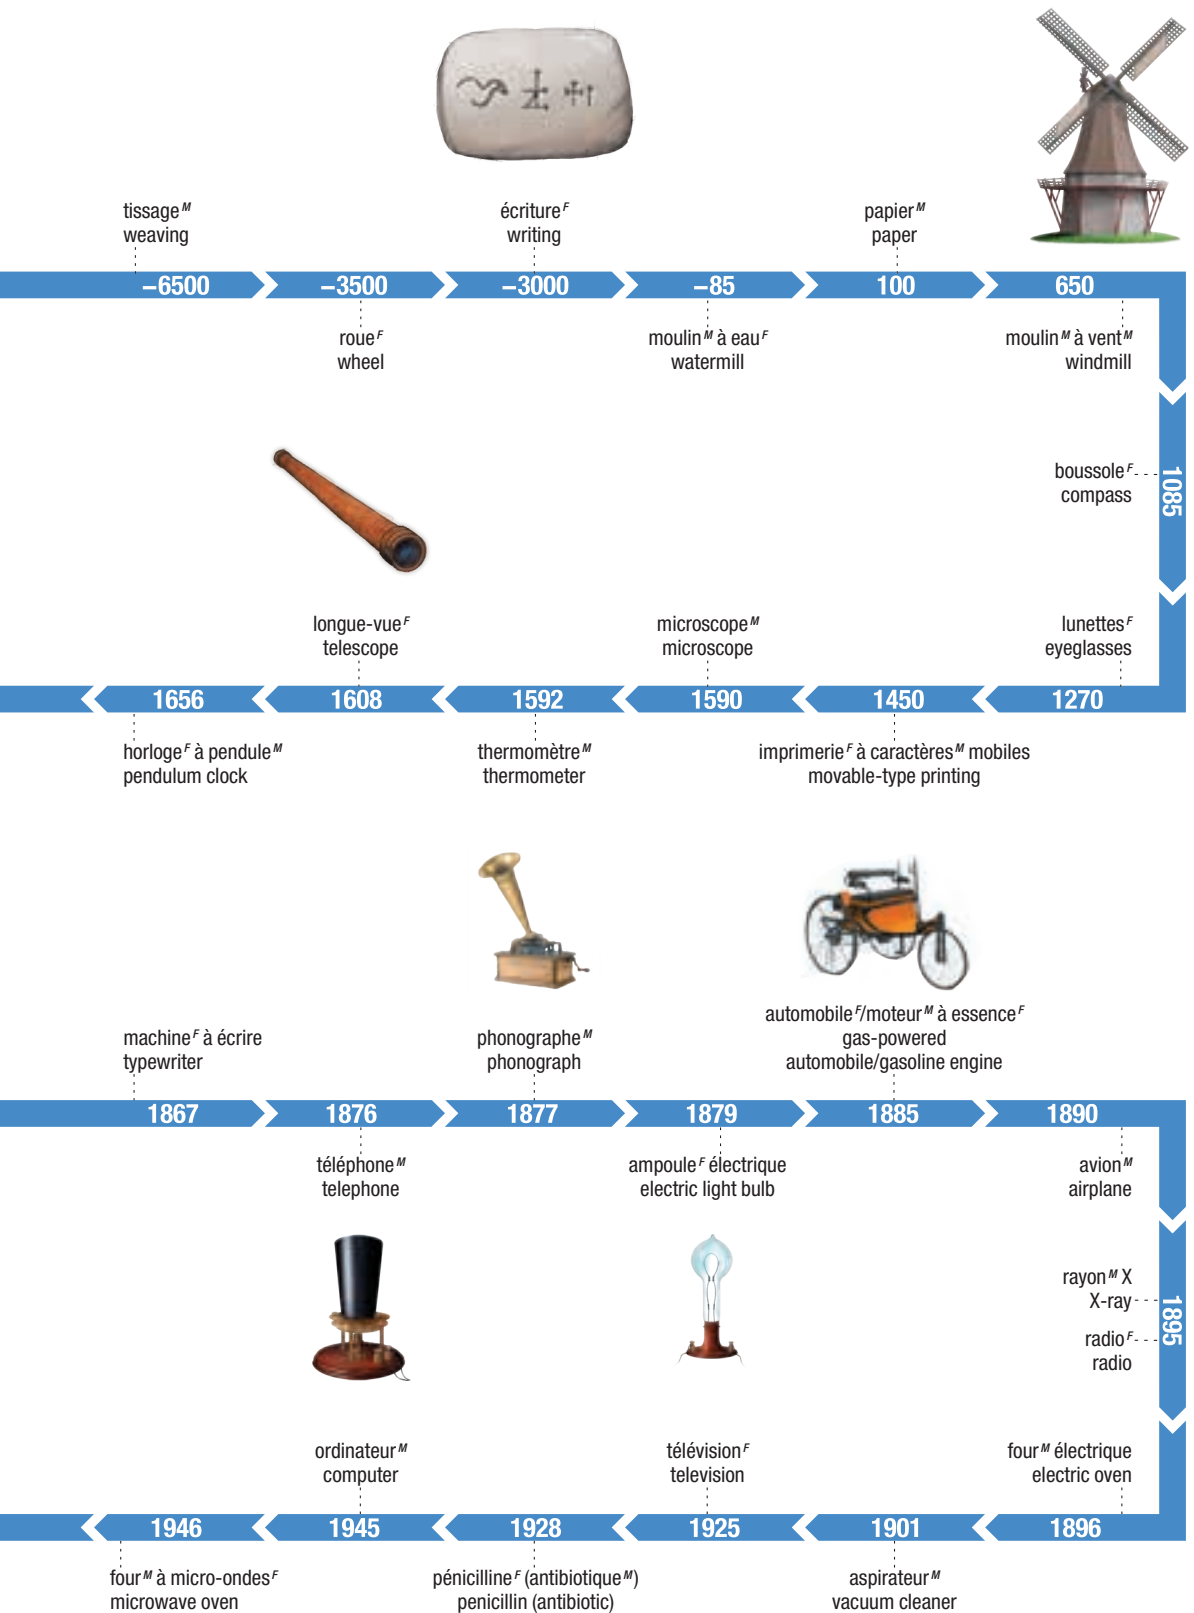 tissage M
weaving
écriture F
writing
papier M
paper
–6500 –3500 –3000 –85 100 650
roue F
wheel
moulin M à eau F
watermill
moulin M à vent M
windmill
boussole F
compass
1085
longue-vue F
telescope
microscope M
microscope
lunettes F
eyeglasses
1656 1608 1592 1590 1450 1270
horloge F à pendule M
pendulum clock
thermomètre M
thermometer
imprimerie F à caractères M mobiles
movable-type printing
machine F à écrire
typewriter
phonographe M
phonograph
automobile F/moteur M à essence F
gas-powered
automobile/gasoline engine
1867 1876 1877 1879 1885 1890
téléphone M
telephone
ampoule F électrique
electric light bulb
avion M
airplane
rayon M X
X-ray
1895
radio F
radio
ordinateur M
computer
télévision F
television
four M électrique
electric oven
1946 1945 1928 1925 1901 1896
four M à micro-ondes F
microwave oven
pénicilline F (antibiotique M)
penicillin (antibiotic)
aspirateur M
vacuum cleaner